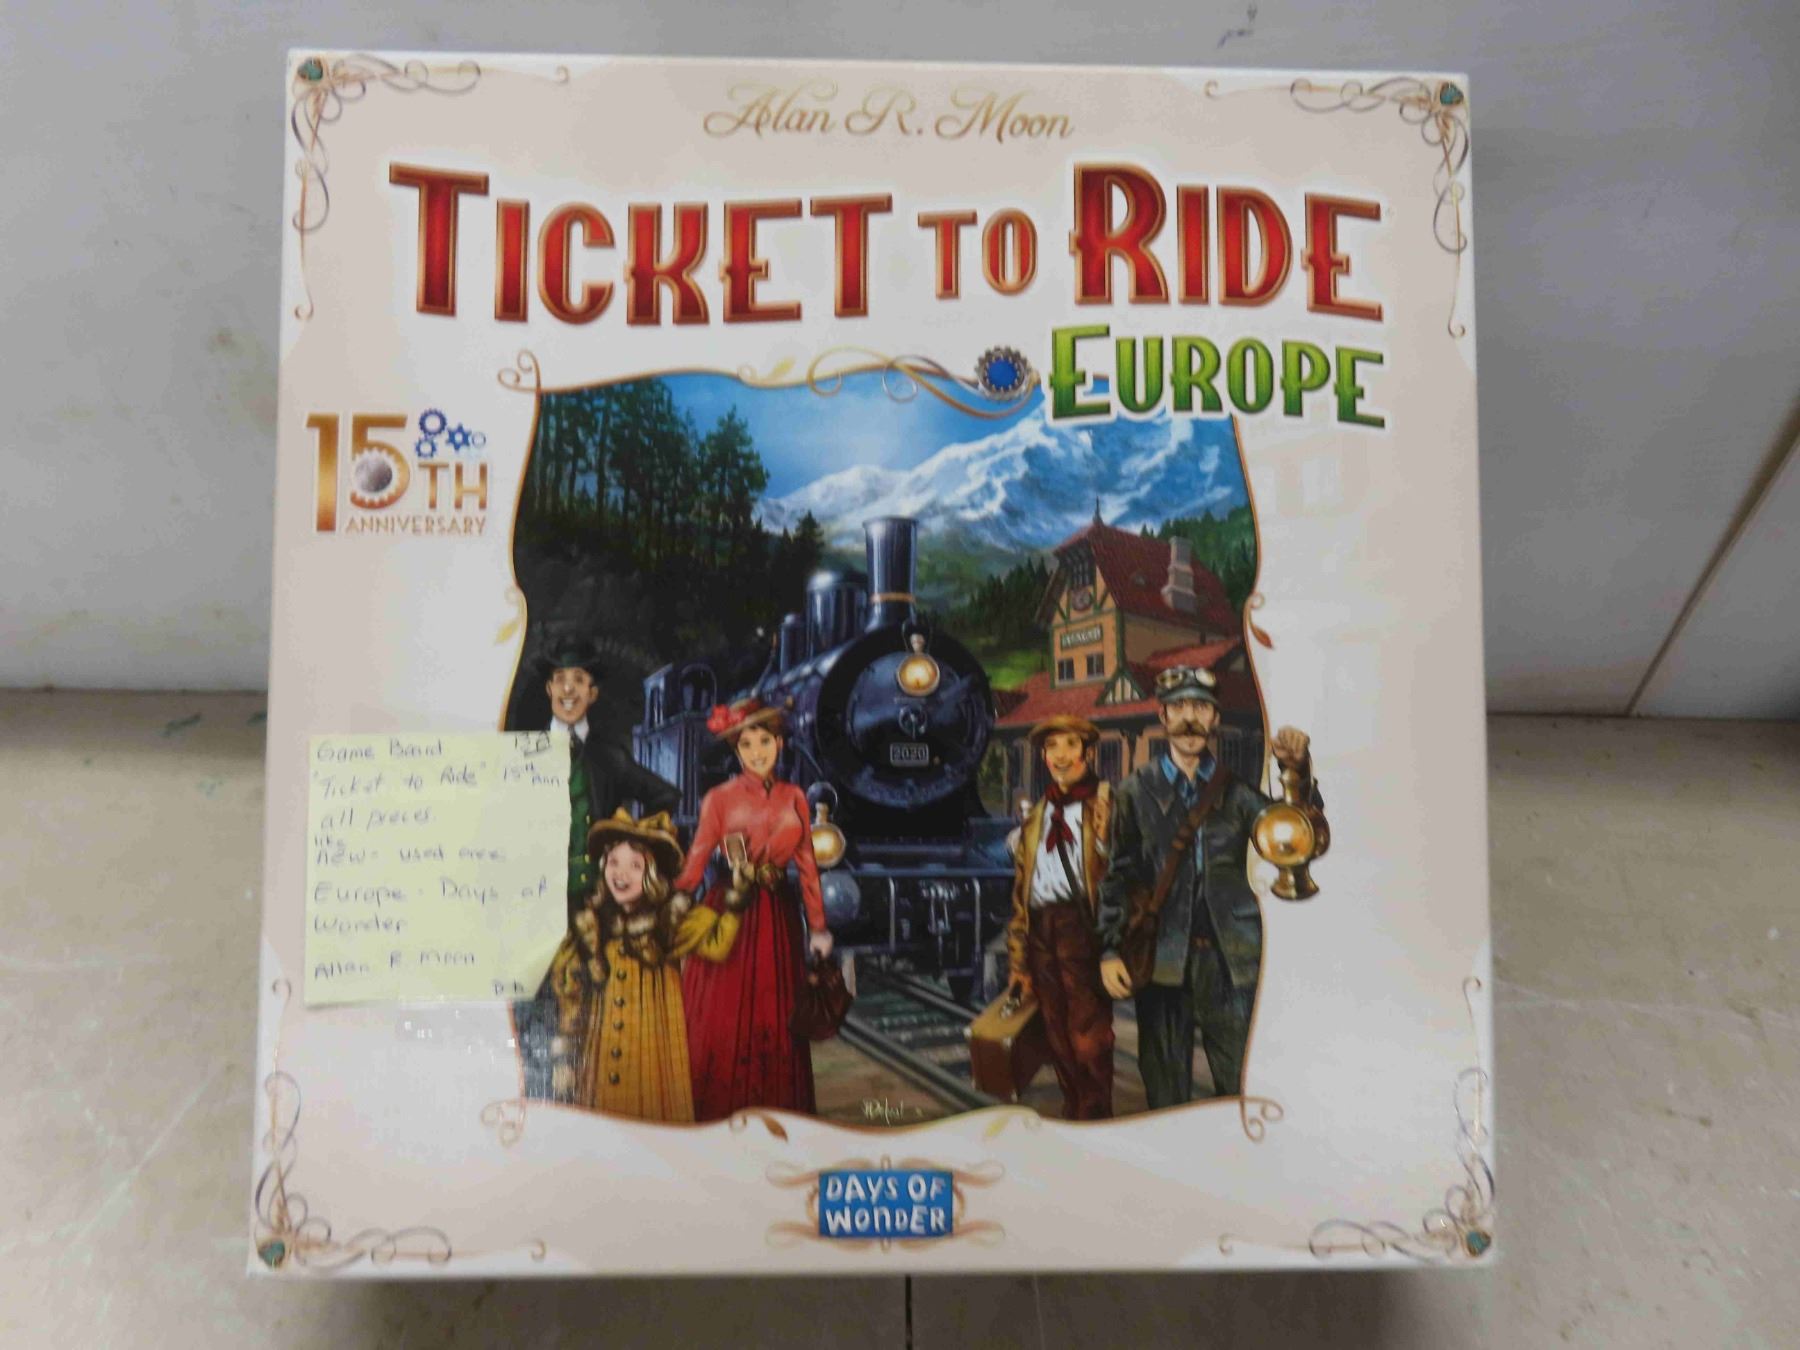 Alan R. Moon
TICKET TO RIDE
EUROPE
15TH
ANNIVERSARY
2020
Game Board
"Ticket to Ride" 15th Ann
all pieces
like
new - used once
Europe - Days of
Wonder
Allan R. Moon
DAYS OF
WONDER